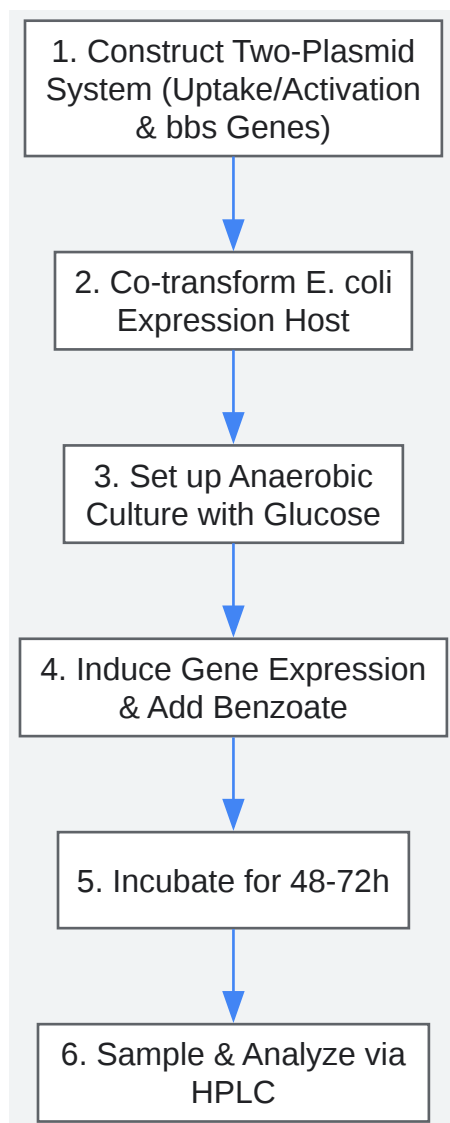 1. Construct Two-Plasmid
System (Uptake/Activation
& bbs Genes)
2. Co-transform E. coli
Expression Host
3. Set up Anaerobic
Culture with Glucose
4. Induce Gene Expression
& Add Benzoate
5. Incubate for 48-72h
6. Sample & Analyze via
HPLC